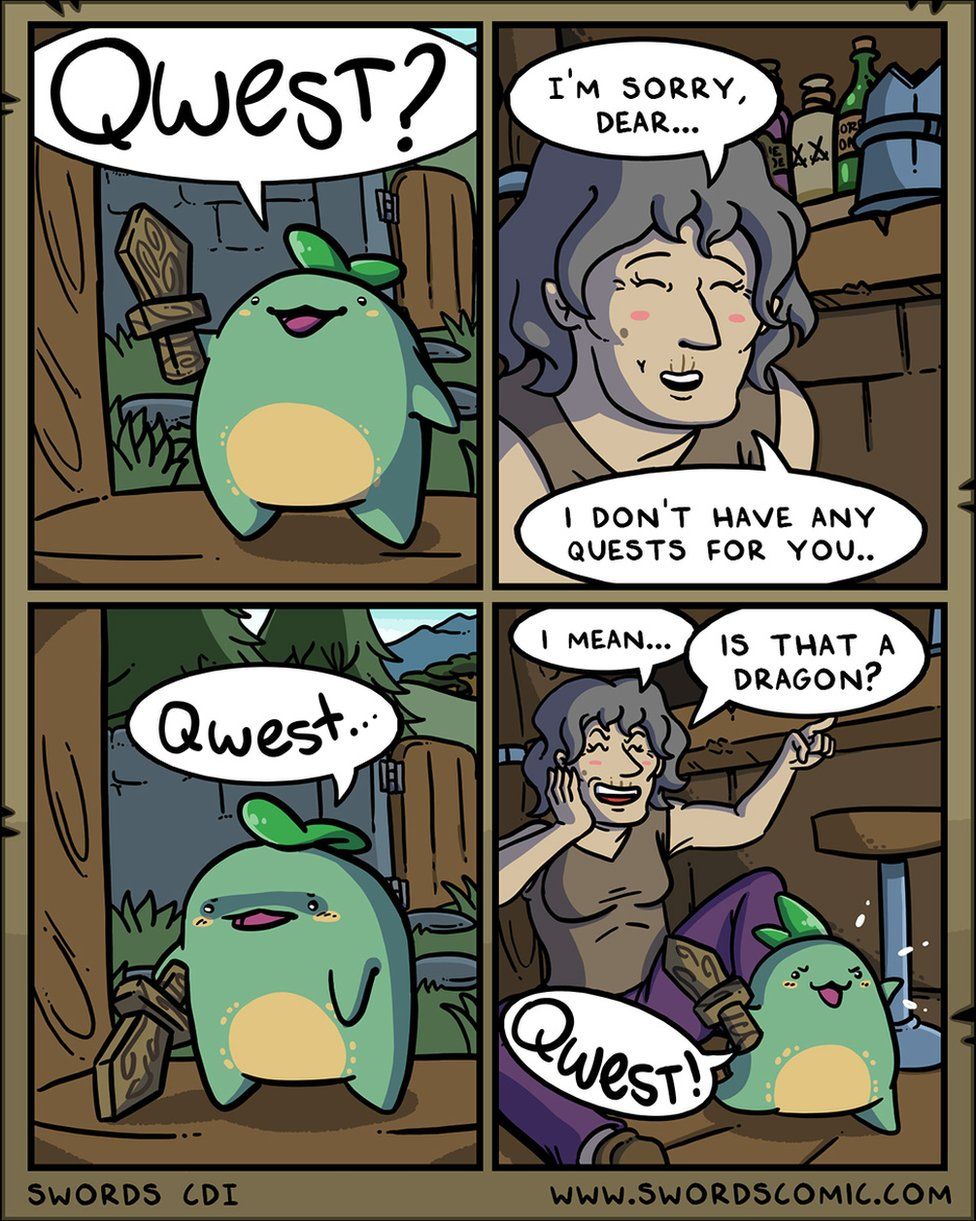 Qwest?
I'M SORRY,
DEAR...
XX
I DON'T HAVE ANY
QUESTS FOR YOU..
Qwest...
I MEAN...
IS THAT A
DRAGON?
Qwest!
SWORDS CDI
WWW.SWORDSCOMIC.COM